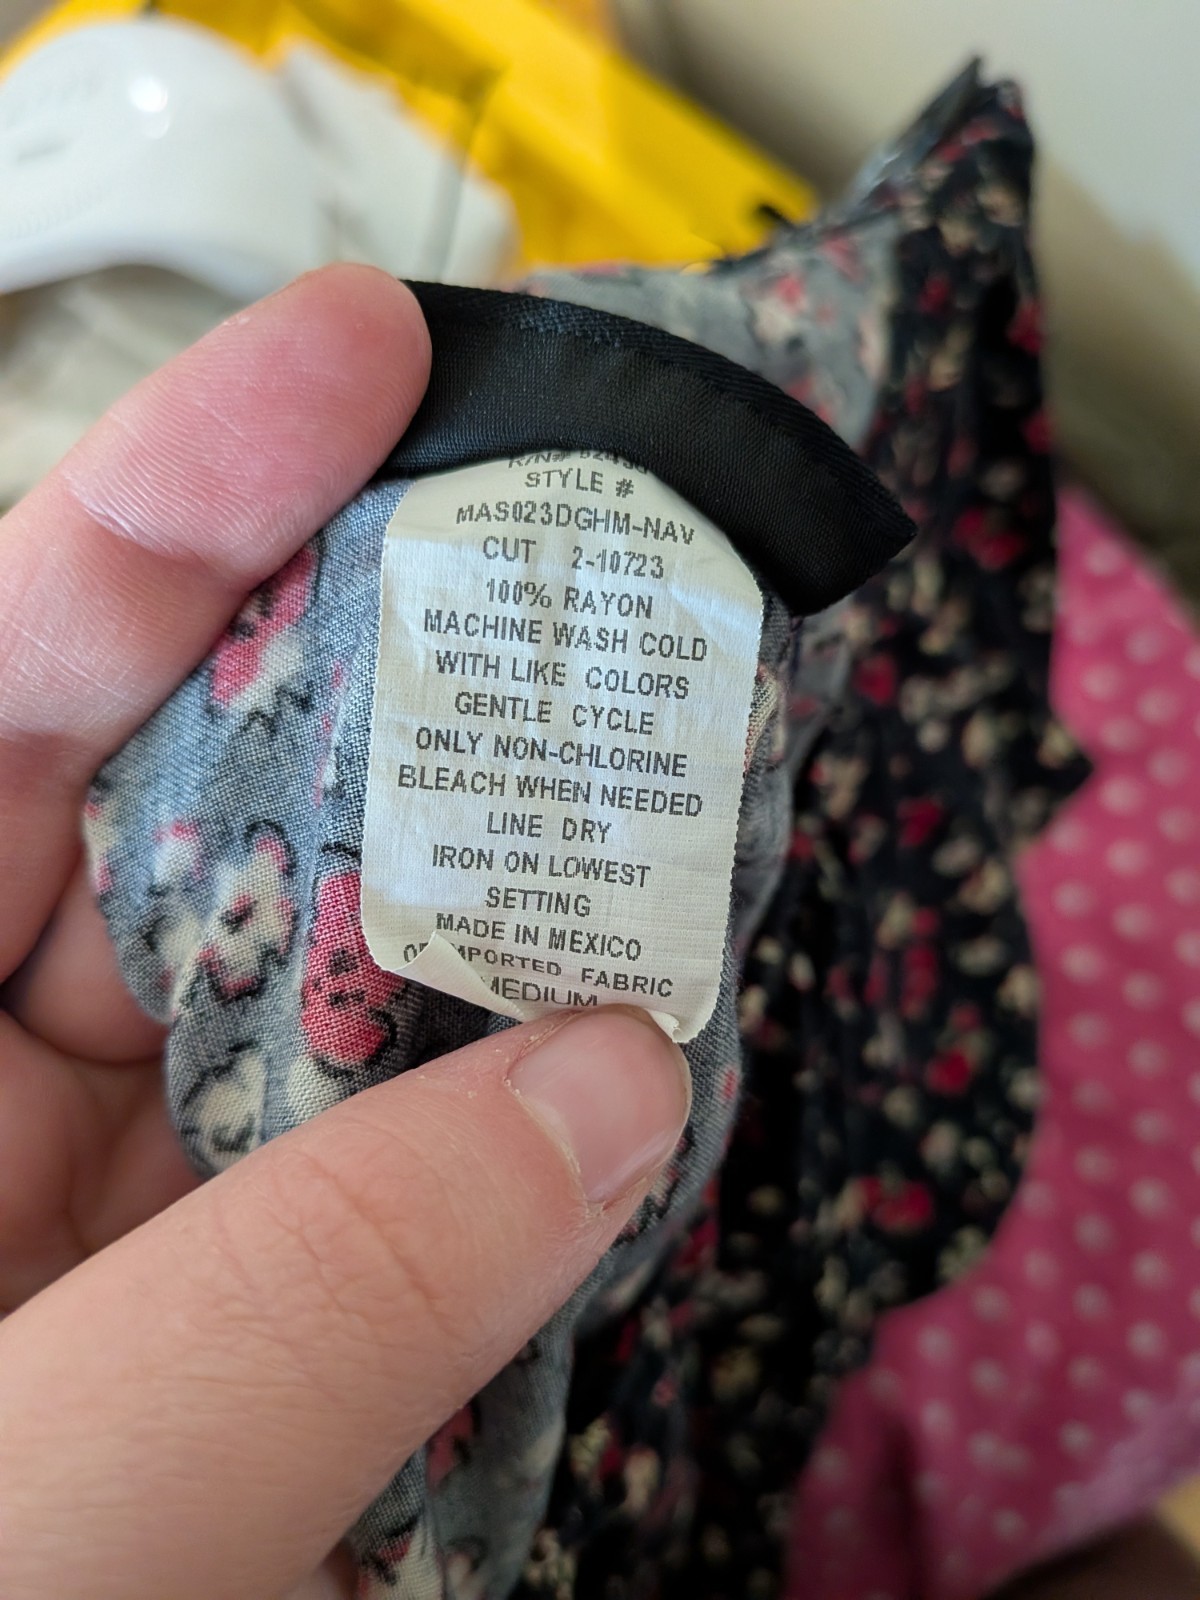 STYLE #
MAS023DGHM-NAV
CUT 2-10723
100% RAYON
MACHINE WASH COLD
WITH LIKE COLORS
GENTLE CYCLE
ONLY NON-CHLORINE
BLEACH WHEN NEEDED
LINE DRY
IRON ON LOWEST
SETTING
MADE IN MEXICO
FABRIC
MEDIUM